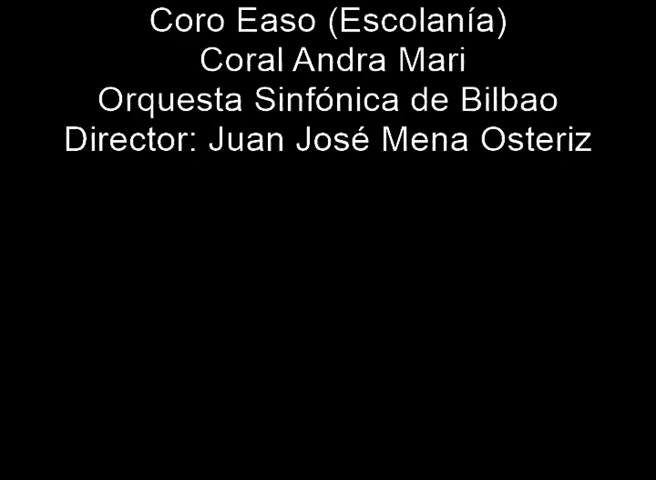 Coro Easo (Escolanía)
Coral Andra Mari
Orquesta Sinfónica de Bilbao
Director: Juan José Mena Osteriz